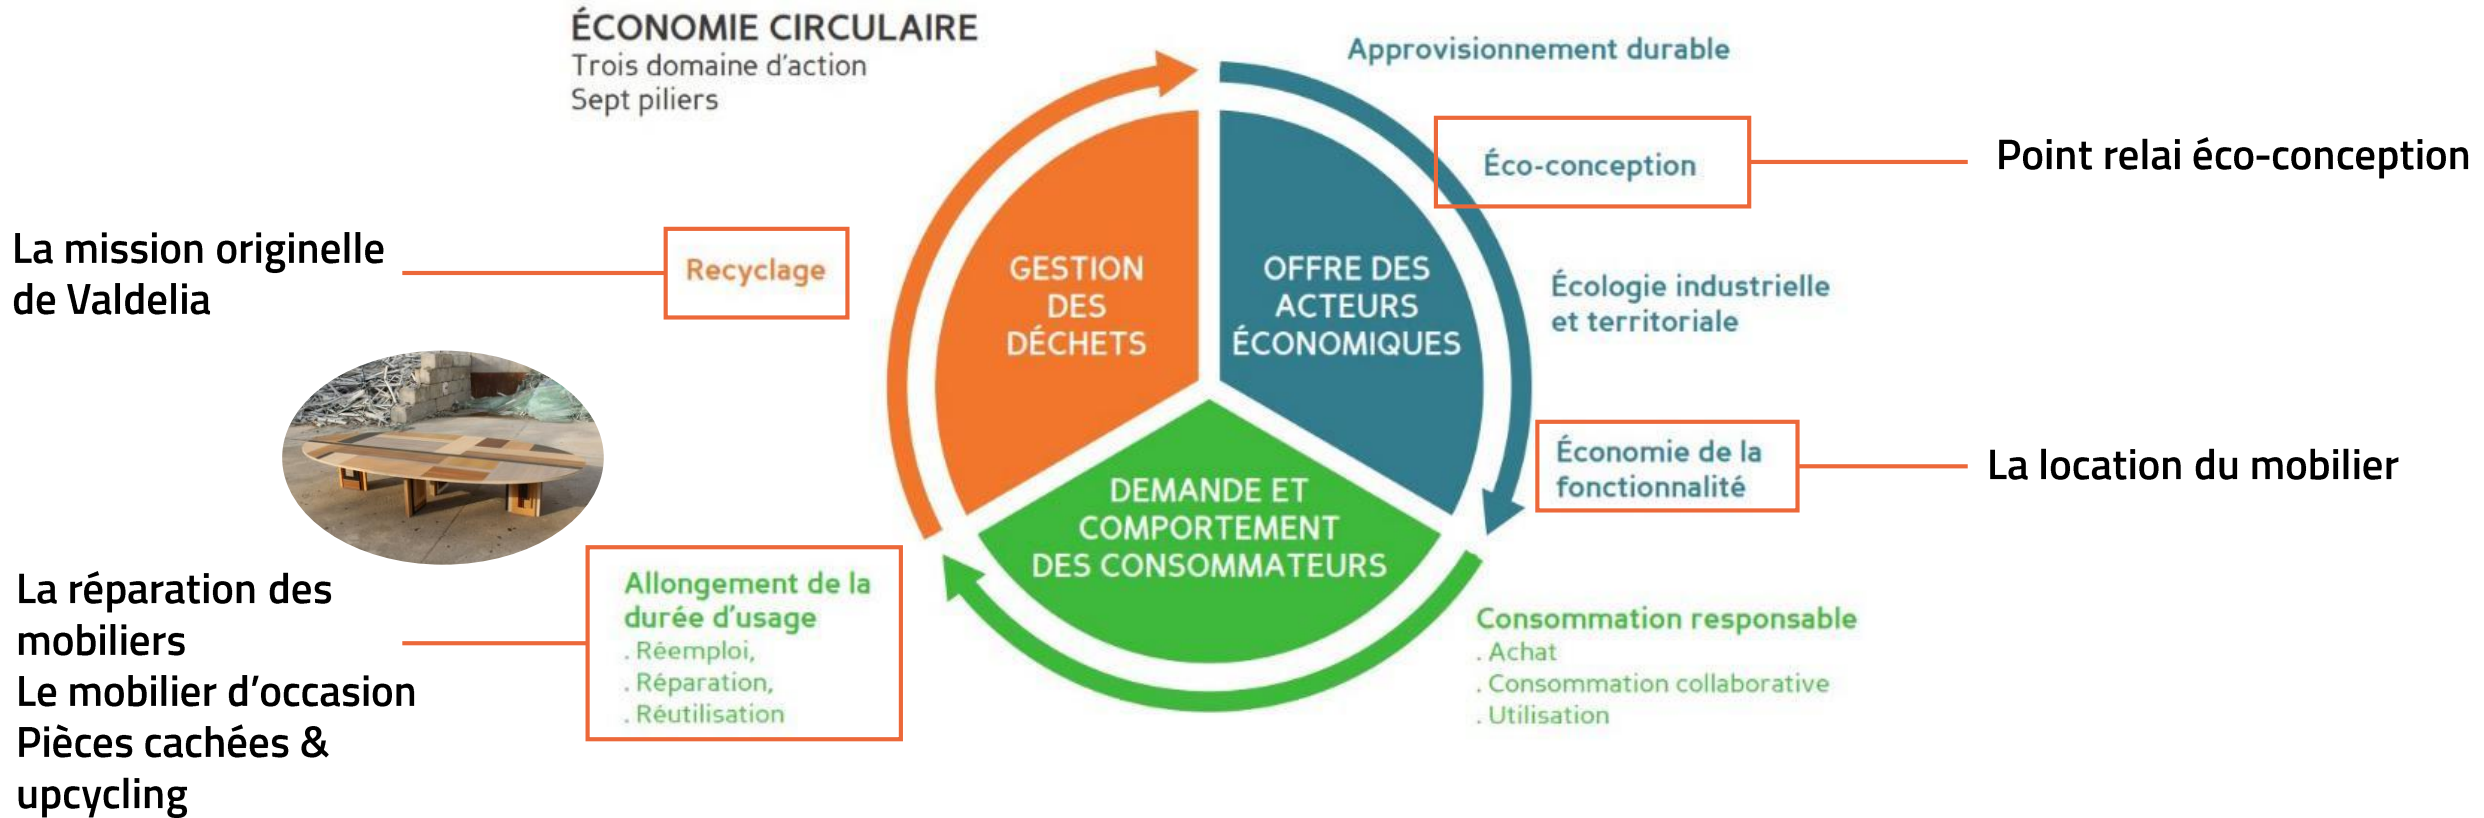 ÉCONOMIE CIRCULAIRE
Trois domaine d'action
Sept piliers
Approvisionnement durable
Éco-conception
Point relai éco-conception
La mission originelle
de Valdelia
Recyclage
GESTION
DES
DÉCHETS
OFFRE DES
ACTEURS
ÉCONOMIQUES
Écologie industrielle
et territoriale
Économie de la
fonctionnalité
La location du mobilier
DEMANDE ET
COMPORTEMENT
DES CONSOMMATEURS
La réparation des
mobiliers
Le mobilier d’occasion
Pièces cachées &
upcycling
Allongement de la
durée d'usage
. Réemploi,
. Réparation,
. Réutilisation
Consommation responsable
. Achat
. Consommation collaborative
. Utilisation